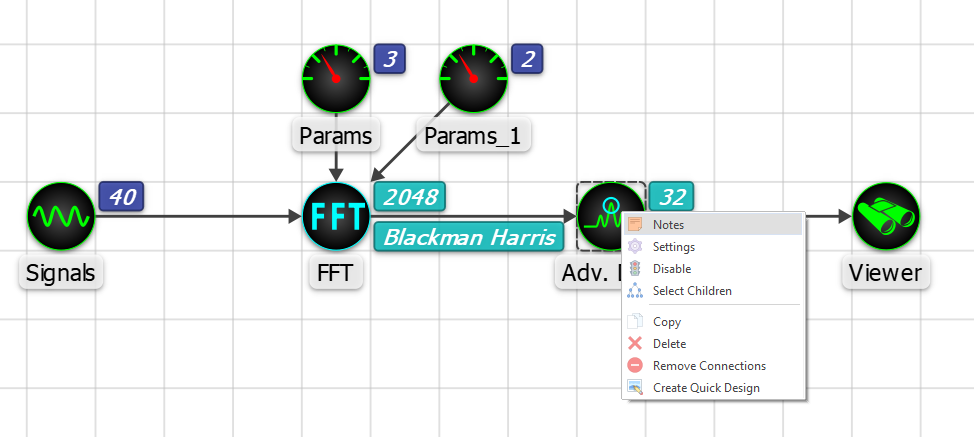 3
2
Params
Params_1
40
2048
32
FFT
Blackman Harris
Signals
FFT
Adv.
Viewer
Notes
Settings
Disable
Select Children
Copy
Delete
Remove Connections
Create Quick Design